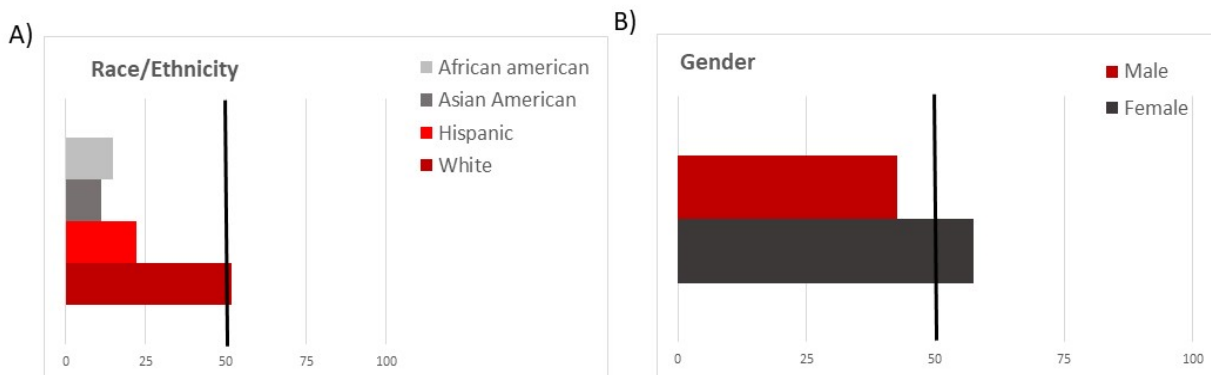 A)
Race/Ethnicity
African american
Asian American
Hispanic
White
0 25 50 75 100
B)
Gender
Male
Female
0 25 50 75 100